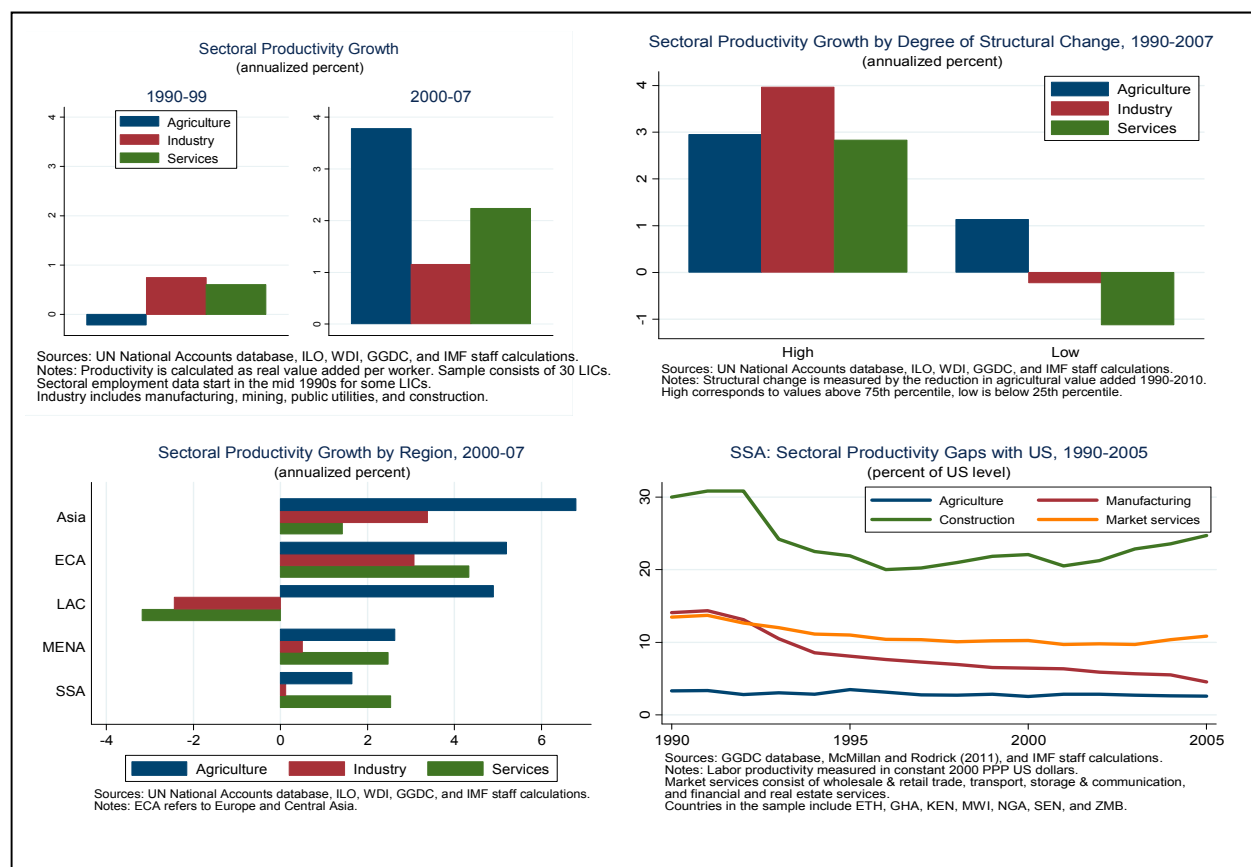 Sectoral Productivity Growth
(annualized percent)
1990-99
2000-07
4
3
2
1
0
Agriculture
Industry
Services
4
3
2
1
0
Sources: UN National Accounts database, ILO, WDI, GGDC, and IMF staff calculations.
Notes: Productivity is calculated as real value added per worker. Sample consists of 30 LICs.
Sectoral employment data start in the mid 1990s for some LICs.
Industry includes manufacturing, mining, public utilities, and construction.
Sectoral Productivity Growth by Degree of Structural Change, 1990-2007
(annualized percent)
4
3
2
1
0
-1
Agriculture
Industry
Services
High
Low
Sources: UN National Accounts database, ILO, WDI, GGDC, and IMF staff calculations.
Notes: Structural change is measured by the reduction in agricultural value added 1990-2010.
High corresponds to values above 75th percentile, low is below 25th percentile.
Sectoral Productivity Growth by Region, 2000-07
(annualized percent)
Asia
ECA
LAC
MENA
SSA
-4 -2 0 2 4 6
Agriculture Industry Services
Sources: UN National Accounts database, ILO, WDI, GGDC, and IMF staff calculations.
Notes: ECA refers to Europe and Central Asia.
SSA: Sectoral Productivity Gaps with US, 1990-2005
(percent of US level)
Agriculture Manufacturing
Construction Market services
30
20
10
0
1990 1995 2000 2005
Sources: GGDC database, McMillan and Rodrick (2011), and IMF staff calculations.
Notes: Labor productivity measured in constant 2000 PPP US dollars.
Market services consist of wholesale & retail trade, transport, storage & communication,
and financial and real estate services.
Countries in the sample include ETH, GHA, KEN, MWI, NGA, SEN, and ZMB.